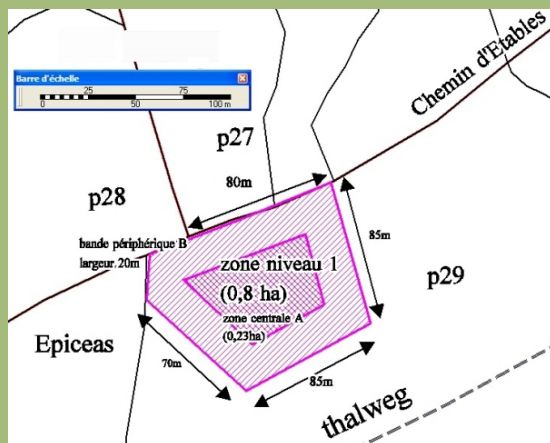 Barre d'échelle
25 75
0 50 100 m
Chemin d'Etables
p27
80m
p28
bande périphérique B
largeur 20m
85m
p29
zone niveau 1
(0,8 ha)
zone centrale A
(0,23ha)
Epiceas
70m
85m
thalweg